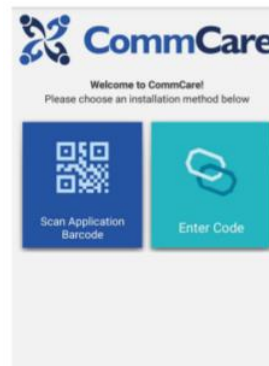 CommCare
Welcome to CommCare!
Please choose an installation method below
Scan Application
Barcode
Enter Code